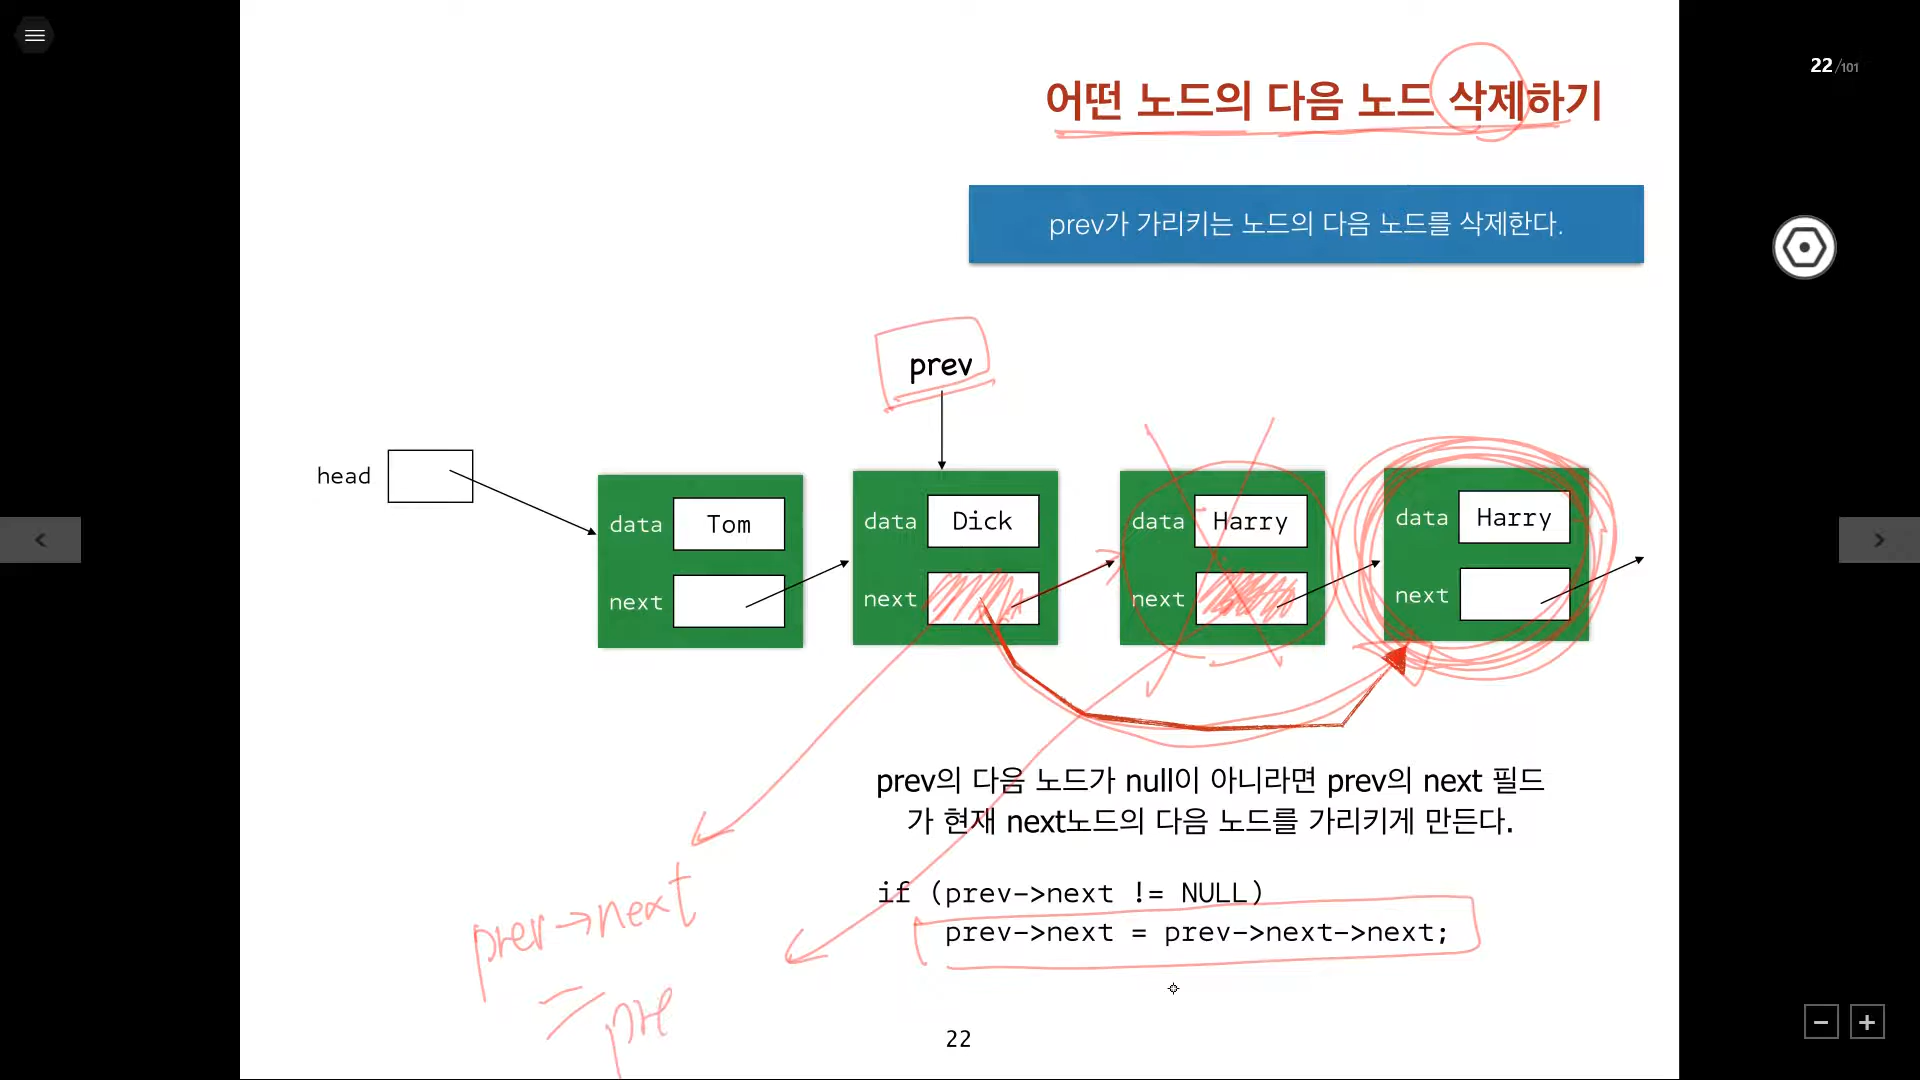 22/101
어떤 노드의 다음 노드 삭제하기
prev가 가리키는 노드의 다음 노드를 삭제한다.
prev
head
data Tom
next
data Dick
next
data Harry
next
data Harry
next
prev의 다음 노드가 null이 아니라면 prev의 next 필드
가 현재 next노드의 다음 노드를 가리키게 만든다.
if (prev->next != NULL)
prev->next = prev->next->next;
prev→next
= pre
22